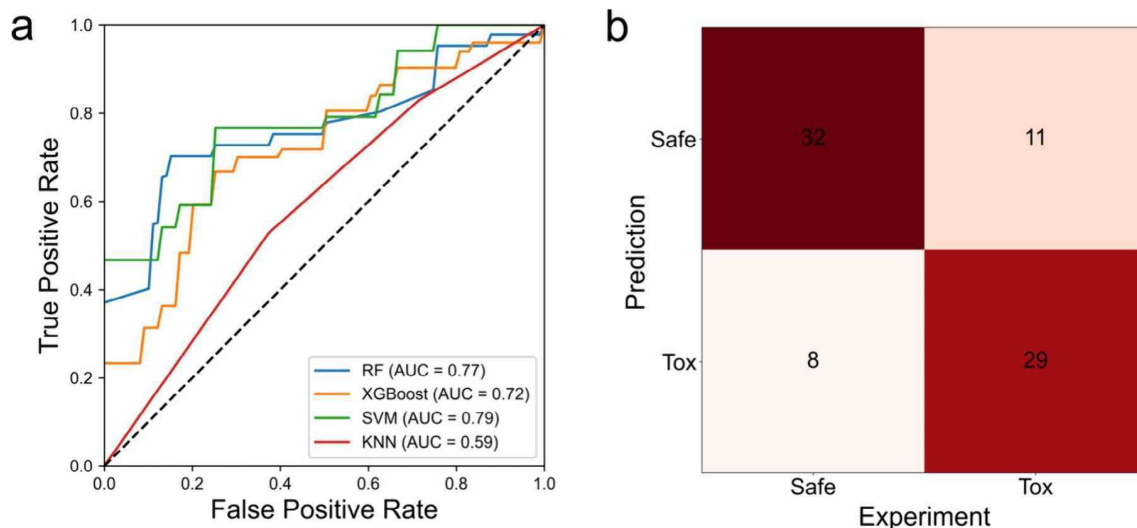 a
True Positive Rate
1.0
0.8
0.6
0.4
0.2
0.0
0.0 0.2 0.4 0.6 0.8 1.0
False Positive Rate
RF (AUC = 0.77)
XGBoost (AUC = 0.72)
SVM (AUC = 0.79)
KNN (AUC = 0.59)
b
Prediction
Safe 32 11
Tox 8 29
Safe Tox
Experiment